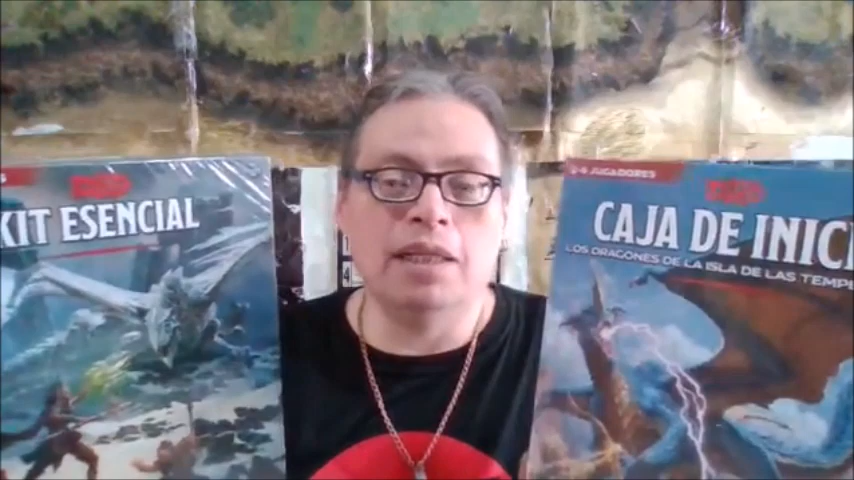 KIT ESENCIAL
2-6 JUGADORES
CAJA DE INICI
LOS DRAGONES DE LA ISLA DE LAS TEMPE